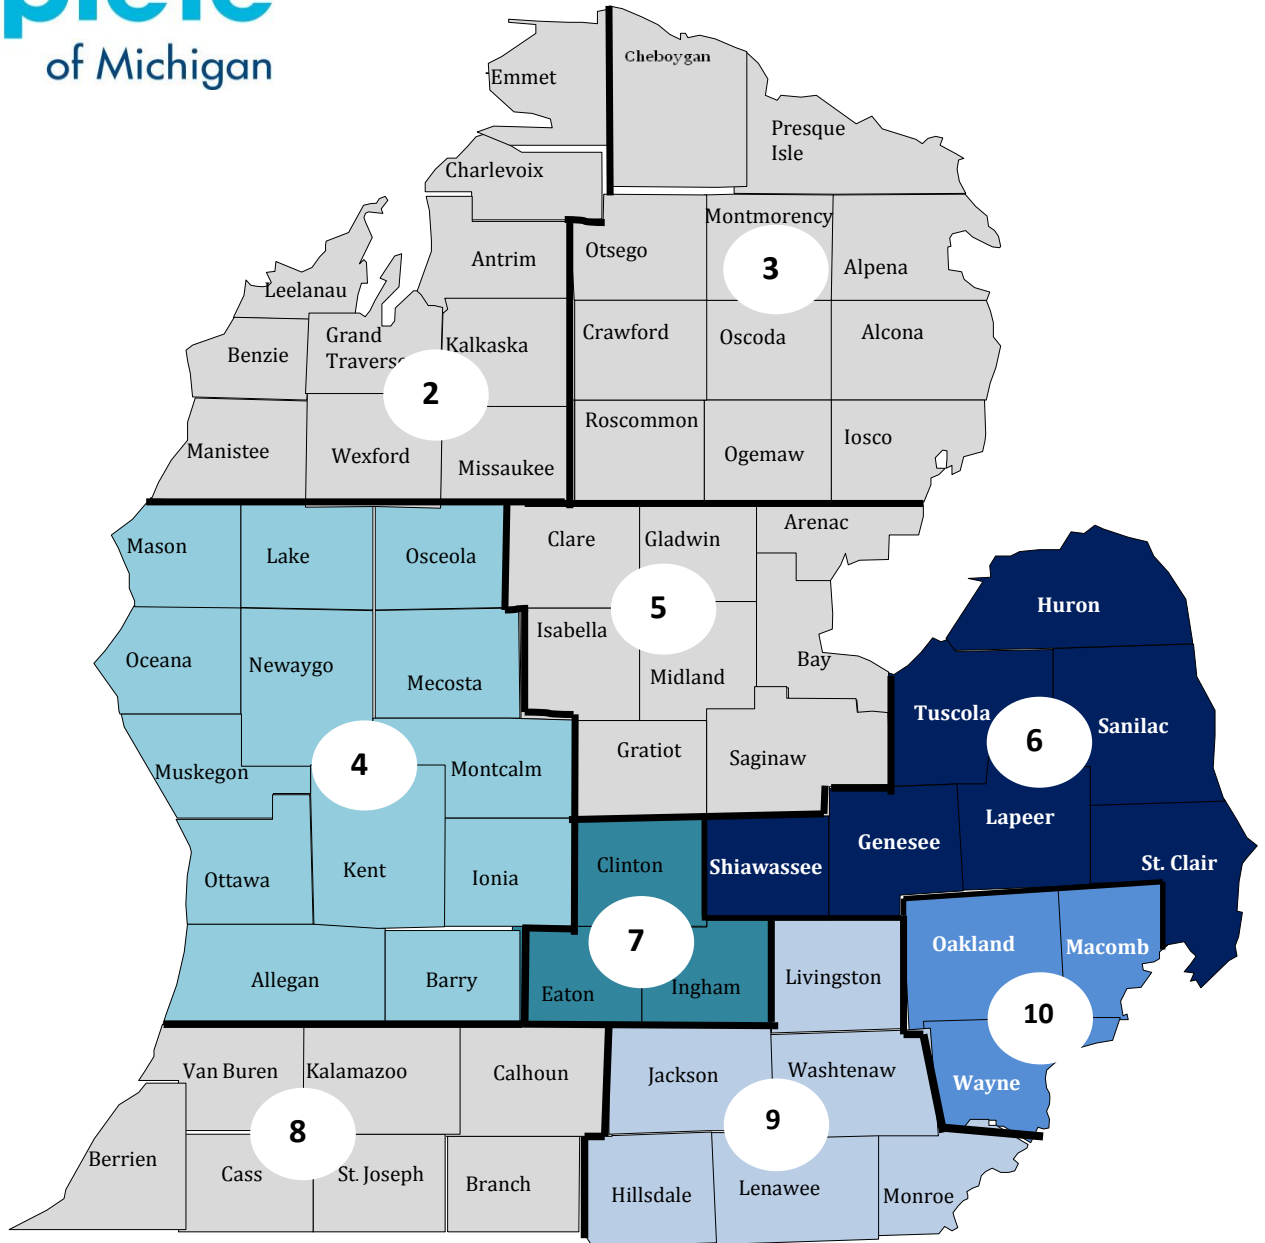 of Michigan
Emmet
Cheboygan
Presque
Isle
Charlevoix
Montmorency
Otsego
Antrim
3
Alpena
Leelanau
Grand
Traverse
Kalkaska
Benzie
Crawford
Oscoda
Alcona
2
Manistee
Wexford
Missaukee
Roscommon
Ogemaw
Iosco
Mason
Lake
Osceola
Clare
Gladwin
Arenac
5
Isabella
Huron
Oceana
Newaygo
Mecosta
Midland
Bay
Tuscola
6
Sanilac
Muskegon
4
Montcalm
Gratiot
Saginaw
Lapeer
Genesee
Shiawassee
Clinton
St. Clair
Ottawa
Kent
Ionia
7
Oakland
Macomb
Allegan
Barry
Eaton
Ingham
Livingston
10
Van Buren
Kalamazoo
Calhoun
Jackson
Washtenaw
Wayne
8
9
Berrien
Cass
St. Joseph
Branch
Hillsdale
Lenawee
Monroe